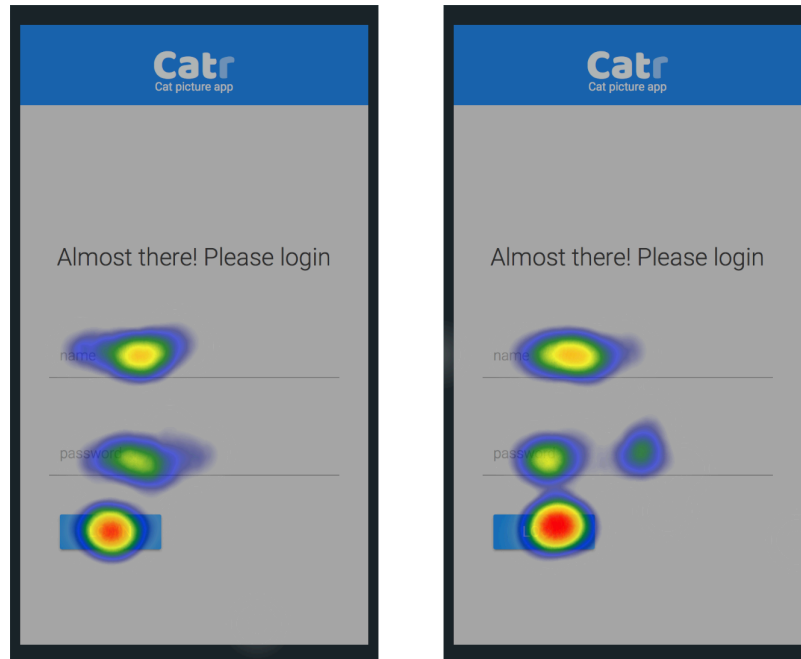 Catr
Cat picture app
Almost there! Please login
name
password
Catr
Cat picture app
Almost there! Please login
name